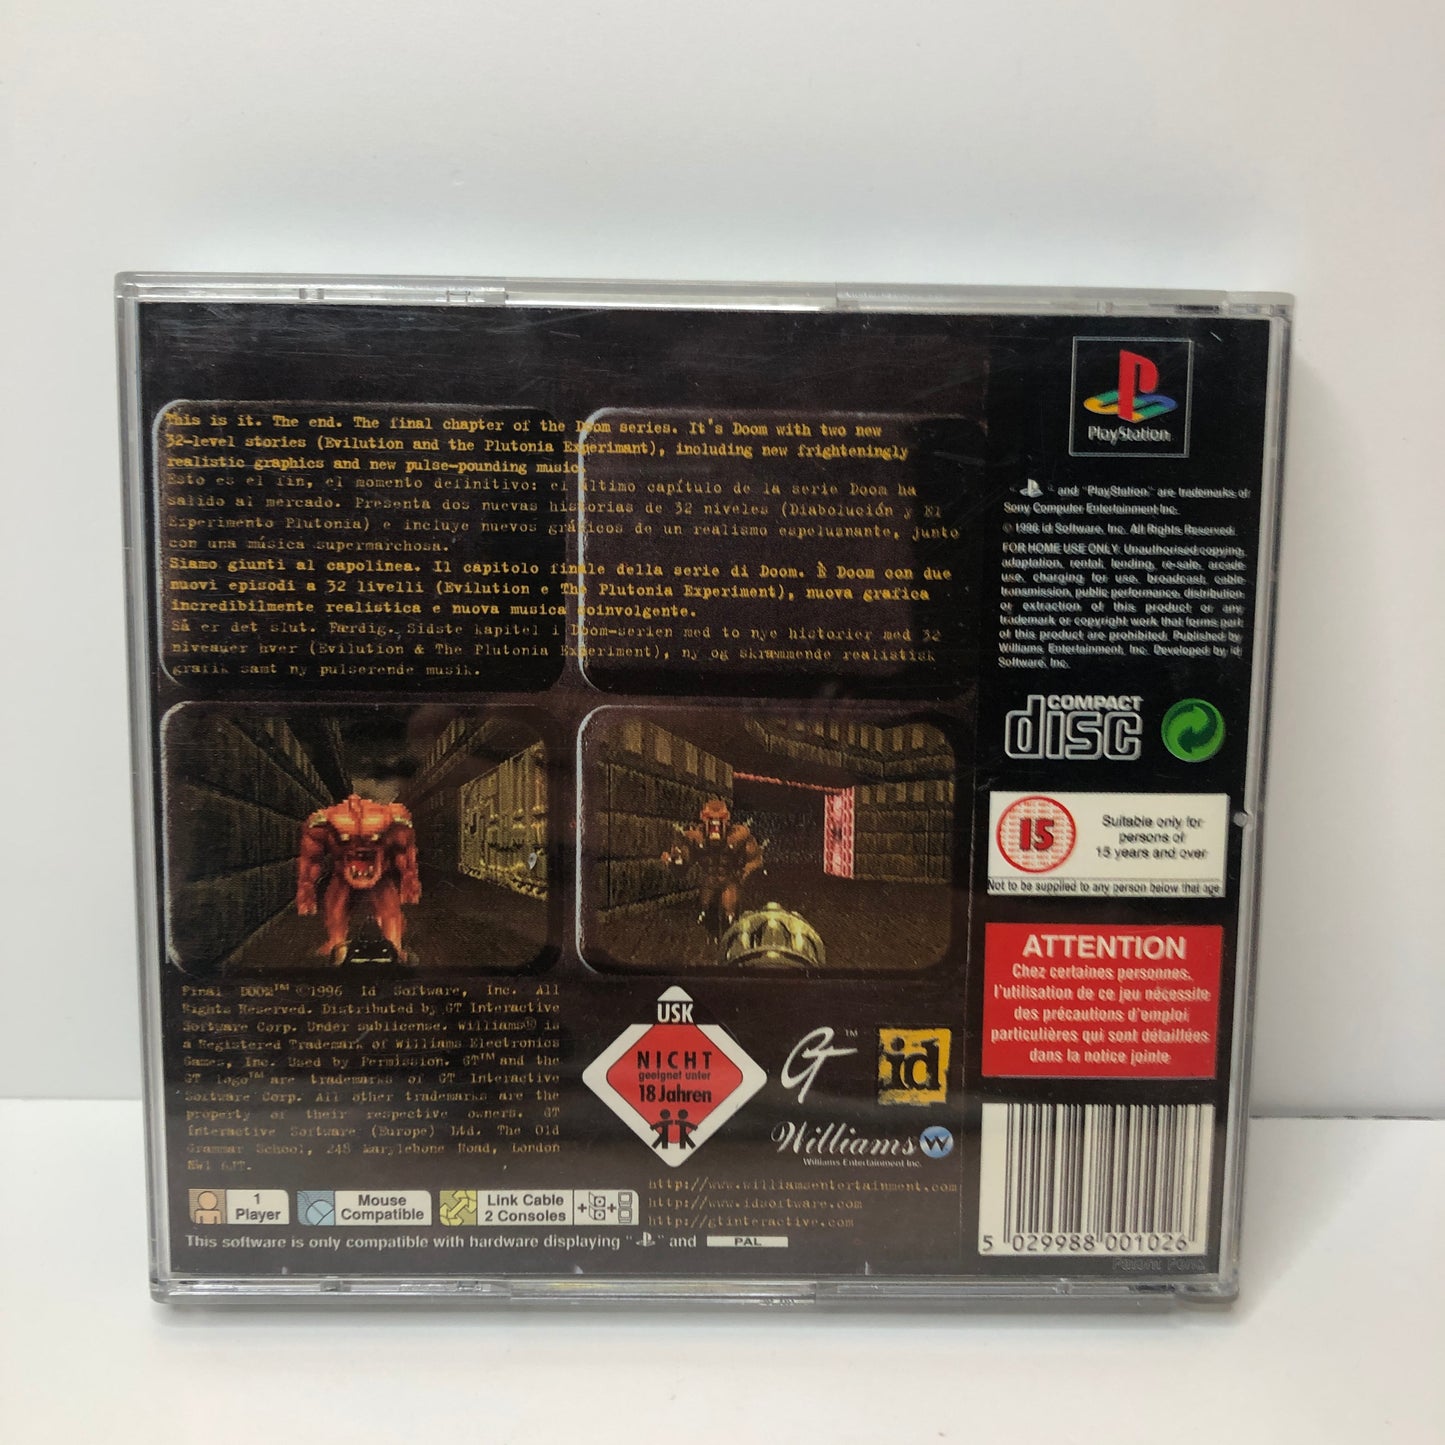 This is it. The end. The final chapter of the Doom series. It's Doom with two new
32-level stories (Evilution and the Plutonia Experimant), including new frighteningly
realistic graphics and new pulse-pounding music.
Esto es el fin, el momento definitivo: el último capítulo de la serie Doom ha
salido al mercado. Presenta dos nuevas historias de 32 niveles (Diabolución y El
Experimento Plutonia) e incluye nuevos gráficos de un realismo espelusnante, junto
con una música supermarchosa.
Siamo giunti al capolinea. Il capitolo finale della serie di Doom. È Doom con due
nuovi episodi a 32 livelli (Evilution e The Plutonia Experiment), nuova grafica
incredibilmente realistica e nuova musica coinvolgente.
Så er det slut. Færdig. Sidste kapitel i Doom-serien med to nye historier med 32
niveauer hver (Evilution & The Plutonia Experiment), ny og skræmmende realistisk
grafik samt ny pulserende musik.
Final DOOM™ ©1996 Id Software, Inc. All
Rights Reserved. Distributed by GT Interactive
Software Corp. Under sublicense. Williams® is
a Registered Trademark of Williams Electronics
Games, Inc. Used by Permission. GT™ and the
GT logo™ are trademarks of GT Interactive
Software Corp. All other trademarks are the
property of their respective owners. GT
Interactive Software (Europe) Ltd. The Old
Grammar School, 248 Marylebone Road, London
NW1 6JT.
USK
NICHT
geeignet unter
18 Jahren
GT™
id
Williams W
Williams Entertainment Inc.
http://www.williamsentertainment.com
http://www.idsoftware.com
http://gtinteractive.com
1
Player
Mouse
Compatible
Link Cable
2 Consoles
This software is only compatible with hardware displaying " " and PAL
PlayStation
" " and "PlayStation" are trademarks of
Sony Computer Entertainment Inc.
© 1996 id Software, Inc. All Rights Reserved.
FOR HOME USE ONLY. Unauthorised copying,
adaptation, rental, lending, re-sale, arcade
use, charging for use, broadcast, cable
transmission, public performance, distribution
or extraction of this product or any
trademark or copyright work that forms part
of this product are prohibited. Published by
Williams Entertainment, Inc. Developed by id
Software, Inc.
COMPACT
disc
15
Suitable only for
persons of
15 years and over
Not to be supplied to any person below that age
ATTENTION
Chez certaines personnes,
l'utilisation de ce jeu nécessite
des précautions d'emploi
particulières qui sont détaillées
dans la notice jointe
5 029988 001026